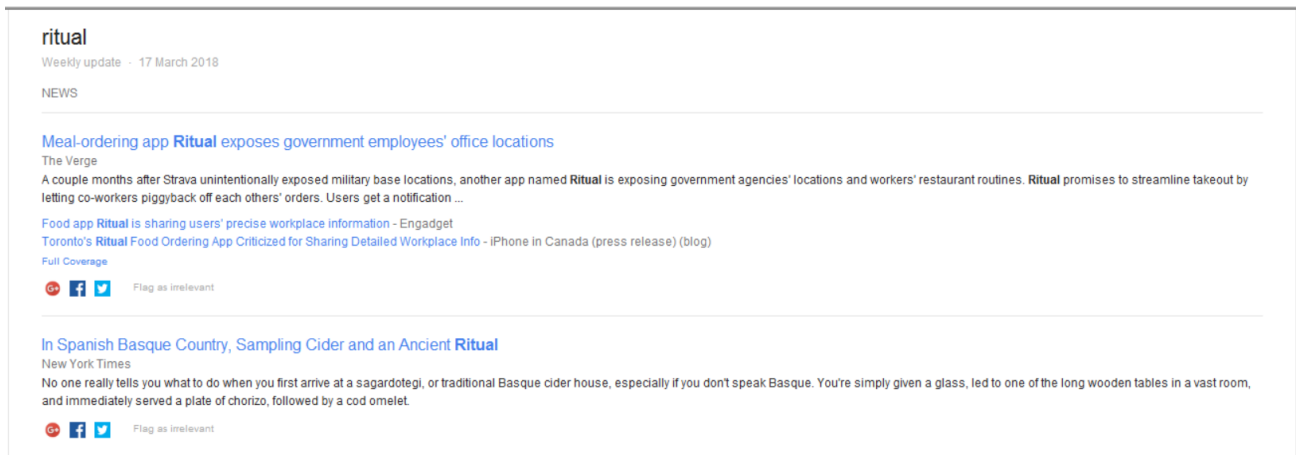 ritual
Weekly update · 17 March 2018
NEWS
Meal-ordering app Ritual exposes government employees' office locations
The Verge
A couple months after Strava unintentionally exposed military base locations, another app named Ritual is exposing government agencies' locations and workers' restaurant routines. Ritual promises to streamline takeout by
letting co-workers piggyback off each others' orders. Users get a notification ...
Food app Ritual is sharing users' precise workplace information - Engadget
Toronto's Ritual Food Ordering App Criticized for Sharing Detailed Workplace Info - iPhone in Canada (press release) (blog)
Full Coverage
G+ f Flag as irrelevant
In Spanish Basque Country, Sampling Cider and an Ancient Ritual
New York Times
No one really tells you what to do when you first arrive at a sagardotegi, or traditional Basque cider house, especially if you don't speak Basque. You're simply given a glass, led to one of the long wooden tables in a vast room,
and immediately served a plate of chorizo, followed by a cod omelet.
G+ f Flag as irrelevant